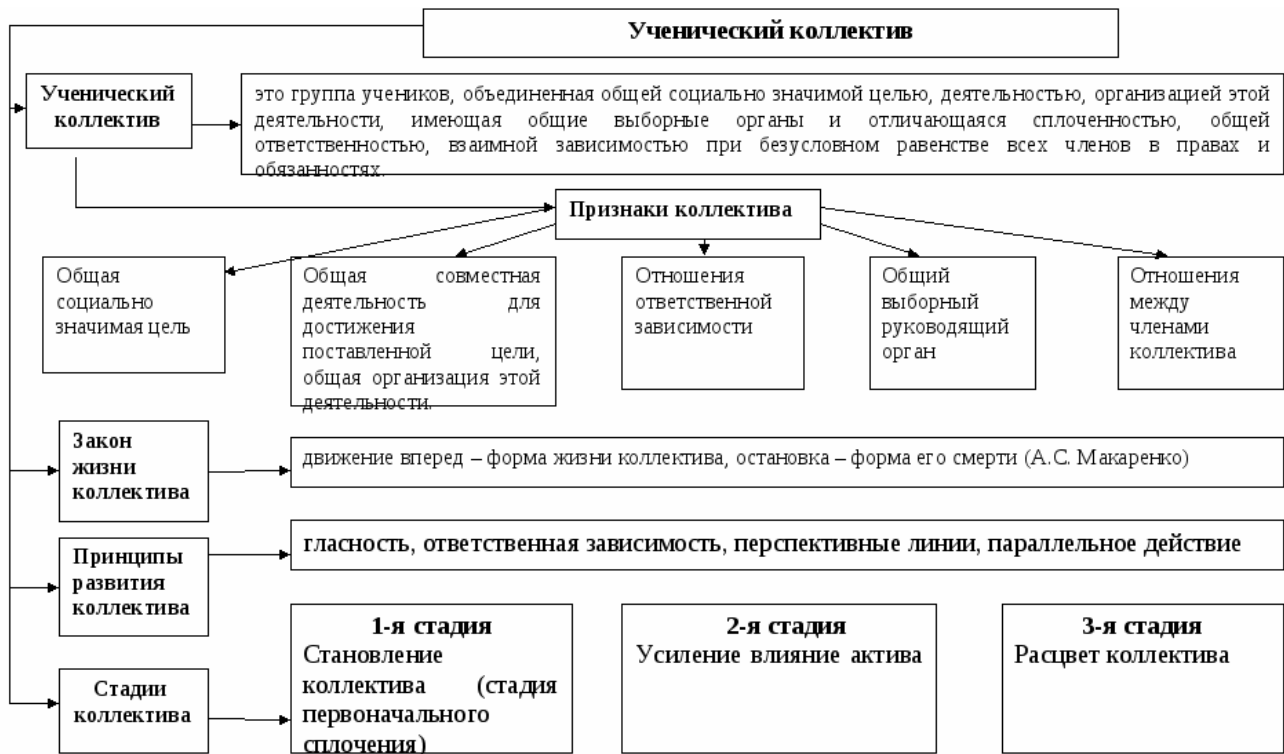 Ученический коллектив
Ученический
коллектив
это группа учеников, объединенная общей социально значимой целью, деятельностью, организацией этой
деятельности, имеющая общие выборные органы и отличающаяся сплоченностью, общей
ответственностью, взаимной зависимостью при безусловном равенстве всех членов в правах и
обязанностях.
Признаки коллектива
Общая
социально
значимая цель
Общая совместная
деятельность для
достижения
поставленной цели,
общая организация этой
деятельности.
Отношения
ответственной
зависимости
Общий
выборный
руководящий
орган
Отношения
между
членами
коллектива
Закон
жизни
коллектива
движение вперед – форма жизни коллектива, остановка – форма его смерти (А.С. Макаренко)
Принципы
развития
коллектива
гласность, ответственная зависимость, перспективные линии, параллельное действие
Стадии
коллектива
1-я стадия
Становление
коллектива (стадия
первоначального
сплочения)
2-я стадия
Усиление влияние актива
3-я стадия
Расцвет коллектива